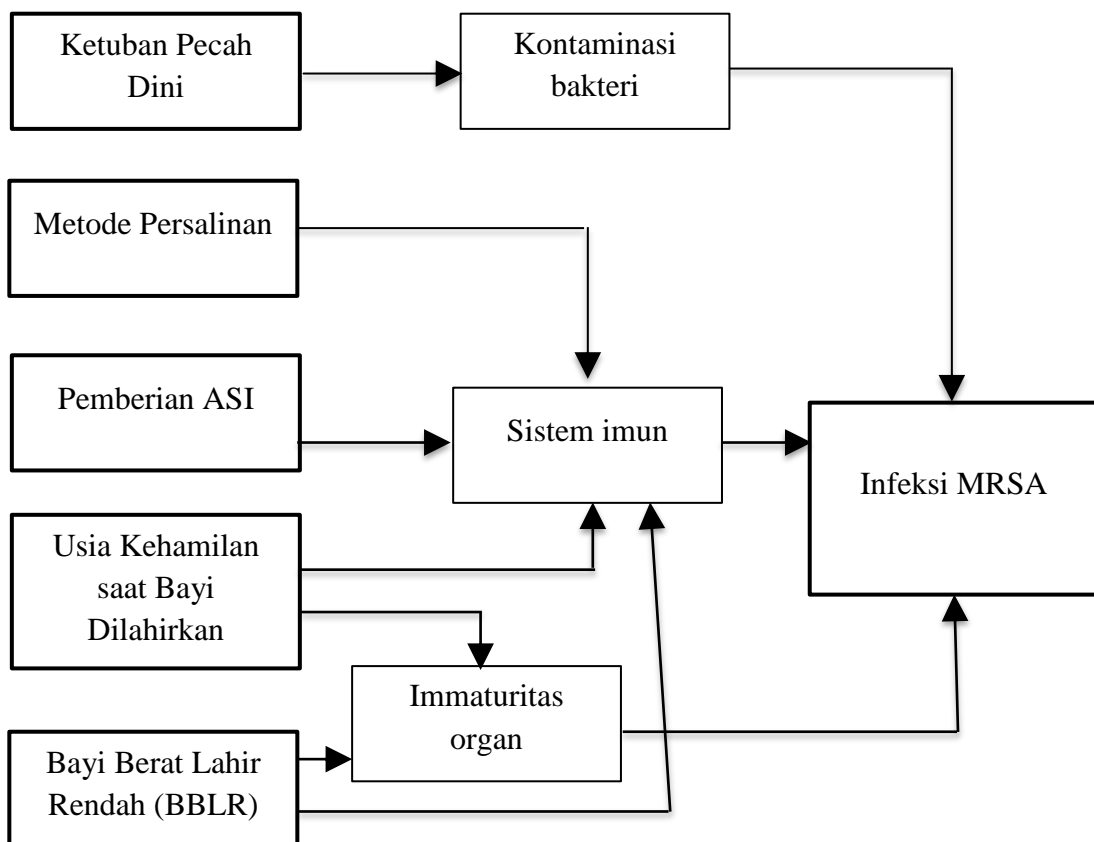 Ketuban Pecah
Dini
Kontaminasi
bakteri
Metode Persalinan
Pemberian ASI
Sistem imun
Infeksi MRSA
Usia Kehamilan
saat Bayi
Dilahirkan
Immaturitas
organ
Bayi Berat Lahir
Rendah (BBLR)